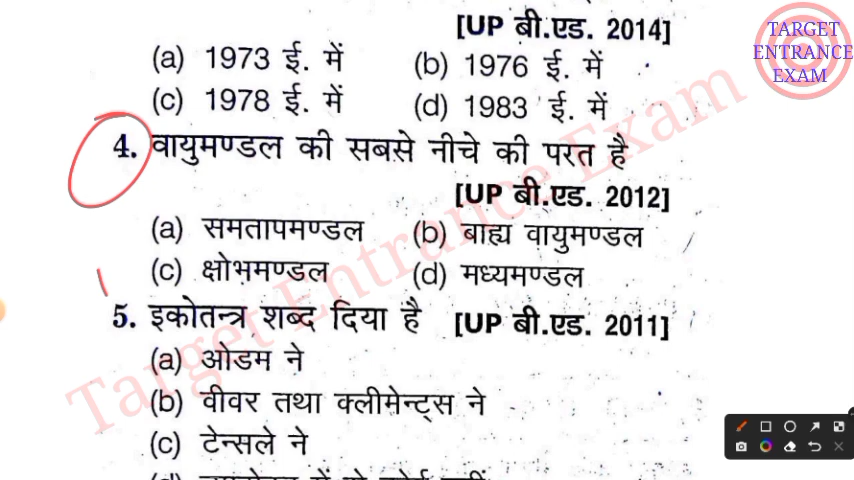 [UP बी.एड. 2014]
(a) 1973 ई. में (b) 1976 ई. में
(c) 1978 ई. में (d) 1983 ई. में
4. वायुमण्डल की सबसे नीचे की परत है
[UP बी.एड. 2012]
(a) समतापमण्डल (b) बाह्य वायुमण्डल
(c) क्षोभमण्डल (d) मध्यमण्डल
5. इकोतन्त्र शब्द दिया है [UP बी.एड. 2011]
(a) ओडम ने
(b) वीवर तथा क्लीमेन्ट्स ने
(c) टेन्सले ने
TARGET
ENTRANCE
EXAM
Target Entrance Exam